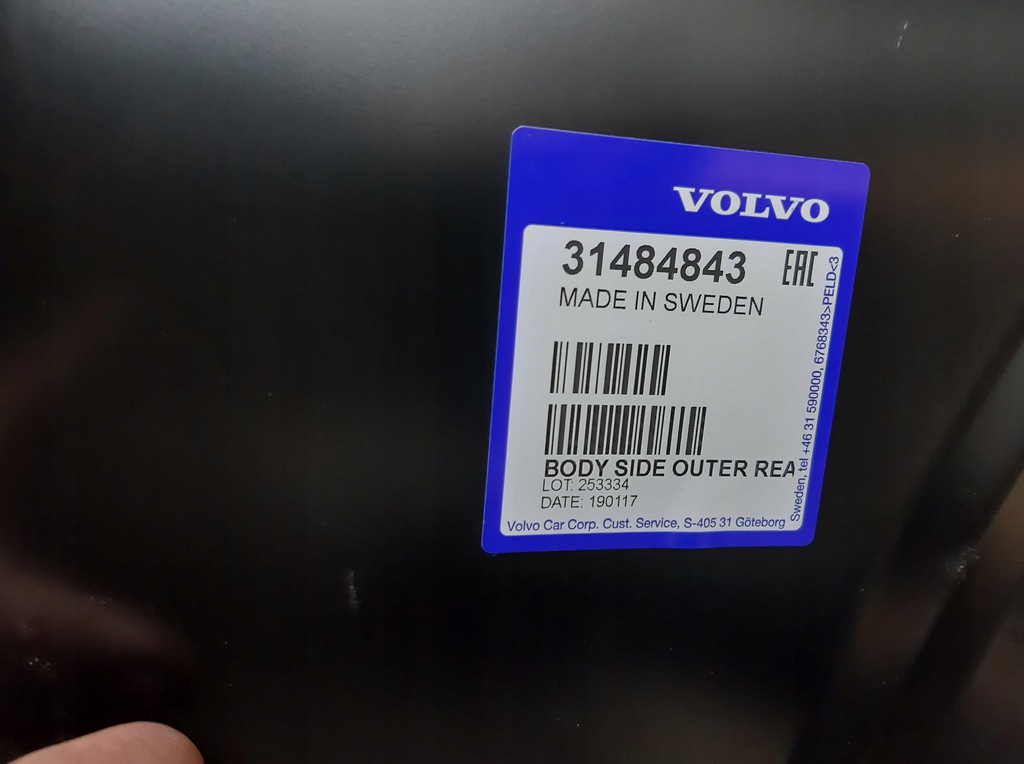 VOLVO
31484843
EAC
MADE IN SWEDEN
BODY SIDE OUTER REA
LOT: 253334
DATE: 190117
Volvo Car Corp. Cust. Service, S-405 31 Göteborg
Sweden, tel +46 31 590000, 6768343>PELD<3